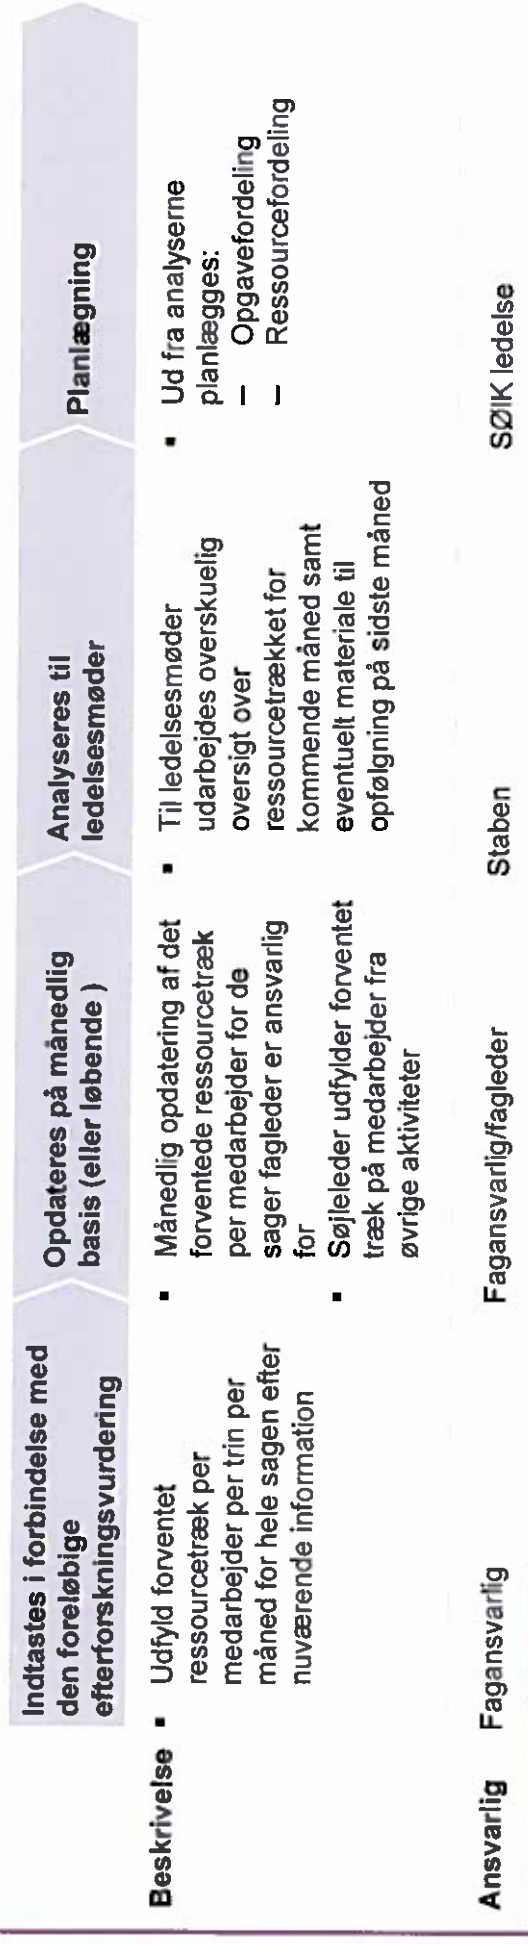 Indtastes i forbindelse med
den foreløbige
efterforskningsvurdering
Opdateres på månedlig
basis (eller løbende )
Analyseres til
ledelsesmøder
Planlægning
Beskrivelse
▪ Udfyld forventet
ressourcetræk per
medarbejder per trin per
måned for hele sagen efter
nuværende information
▪ Månedlig opdatering af det
forventede ressourcetræk
per medarbejder for de
sager fagleder er ansvarlig
for
▪ Søjleleder udfylder forventet
træk på medarbejder fra
øvrige aktiviteter
▪ Til ledelsesmøder
udarbejdes overskuelig
oversigt over
ressourcetrækket for
kommende måned samt
eventuelt materiale til
opfølgning på sidste måned
▪ Ud fra analyserne
planlægges:
– Opgavefordeling
– Ressourcefordeling
Ansvarlig
Fagansvarlig
Fagansvarlig/fagleder
Staben
SØIK ledelse